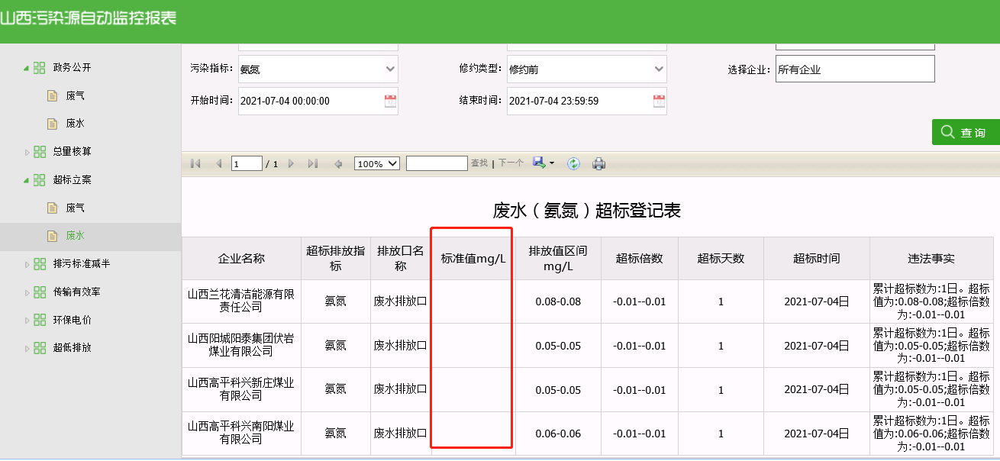 山西污染源自动监控报表
政务公开
废气
废水
总量核算
超标立案
废气
废水
排污标准减半
传输有效率
环保电价
超低排放
污染指标： 氨氮 修约类型： 修约前 选择企业： 所有企业
开始时间： 2021-07-04 00:00:00 结束时间： 2021-07-04 23:59:59
查询
1 / 1 100% 查找 | 下一个
废水（氨氮）超标登记表
企业名称
超标排放指
标
排放口名
称
标准值mg/L
排放值区间
mg/L
超标倍数
超标天数
超标时间
违法事实
山西兰花清洁能源有限
责任公司
氨氮
废水排放口
0.08-0.08
-0.01--0.01
1
2021-07-04日
累计超标数为:1日。超标
值为:0.08-0.08;超标倍数
为:-0.01--0.01
山西阳城阳泰集团伏岩
煤业有限公司
氨氮
废水排放口
0.05-0.05
-0.01--0.01
1
2021-07-04日
累计超标数为:1日。超标
值为:0.05-0.05;超标倍数
为:-0.01--0.01
山西高平科兴新庄煤业
有限公司
氨氮
废水排放口
0.05-0.05
-0.01--0.01
1
2021-07-04日
累计超标数为:1日。超标
值为:0.05-0.05;超标倍数
为:-0.01--0.01
山西高平科兴南阳煤业
有限公司
氨氮
废水排放口
0.06-0.06
-0.01--0.01
1
2021-07-04日
累计超标数为:1日。超标
值为:0.06-0.06;超标倍数
为:-0.01--0.01